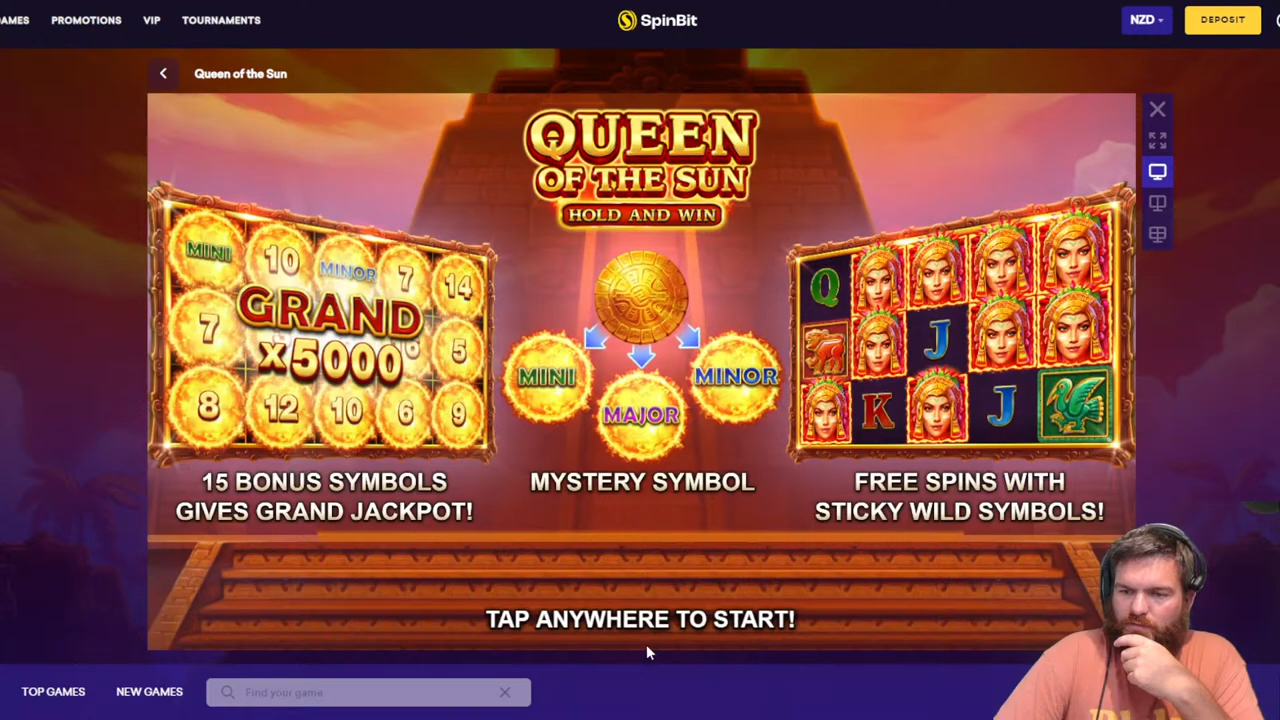 GAMES
PROMOTIONS
VIP
TOURNAMENTS
SpinBit
NZD
DEPOSIT
Queen of the Sun
QUEEN
OF THE SUN
HOLD AND WIN
MINI
10
MINOR
7
14
GRAND
x5000
7
5
8
12
10
6
9
15 BONUS SYMBOLS
GIVES GRAND JACKPOT!
MINI
MAJOR
MINOR
MYSTERY SYMBOL
Q
J
K
J
FREE SPINS WITH
STICKY WILD SYMBOLS!
TAP ANYWHERE TO START!
TOP GAMES
NEW GAMES
Find your game